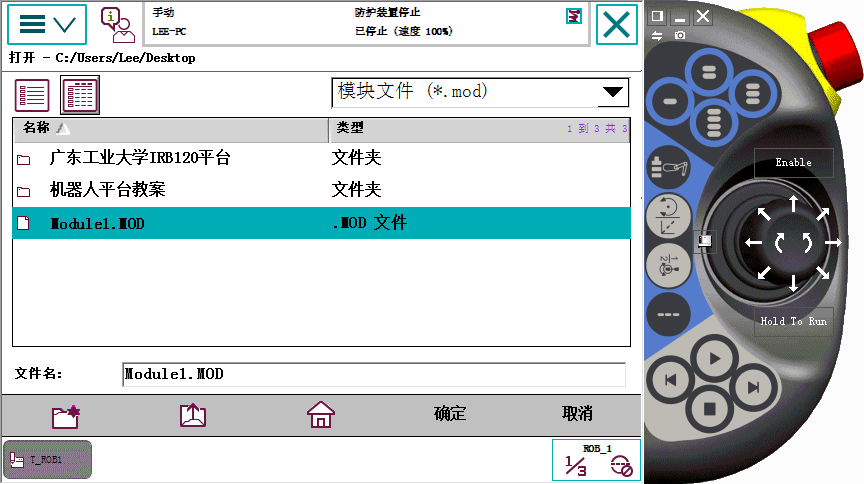 手动
防护装置停止
LEE-PC
已停止 (速度 100%)
打开 - C:/Users/Lee/Desktop
模块文件 (*.mod)
名称
类型
1 到 3 共 3
广东工业大学IRB120平台
文件夹
机器人平台教案
文件夹
Module1.MOD
.MOD 文件
文件名:
Module1.MOD
确定
取消
T_ROB1
ROB_1
1/3
Enable
Hold To Run